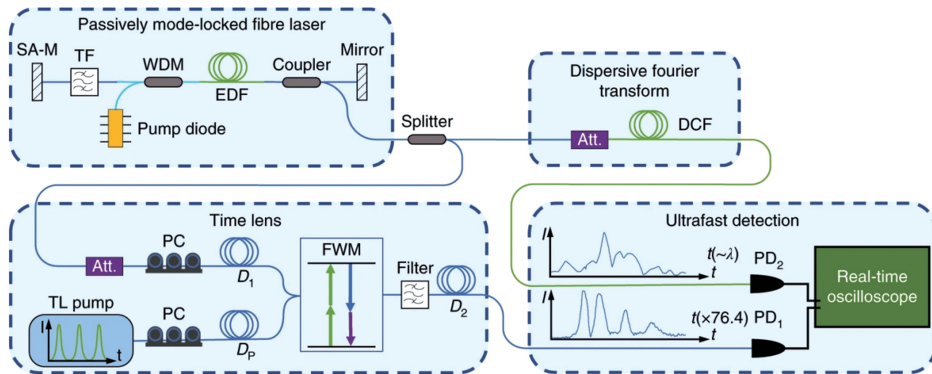 Passively mode-locked fibre laser
SA-M
TF
WDM
EDF
Coupler
Mirror
Pump diode
Splitter
Dispersive fourier
transform
Att.
DCF
Time lens
Att.
PC
D1
TL pump
I
t
PC
DP
FWM
Filter
D2
Ultrafast detection
I
t(~λ)
t
PD2
I
t(×76.4)
t
PD1
Real-time
oscilloscope